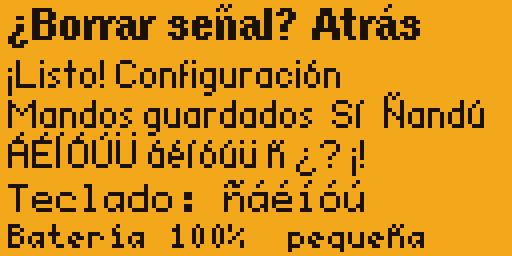 ¿Borrar señal? Atrás
¡Listo! Configuración
Mandos guardados Sí Ñandú
ÁÉÍÓÚÜ áéíóúü ñ ¿? ¡!
Teclado: ñáéíóú
Batería 100% pequeña